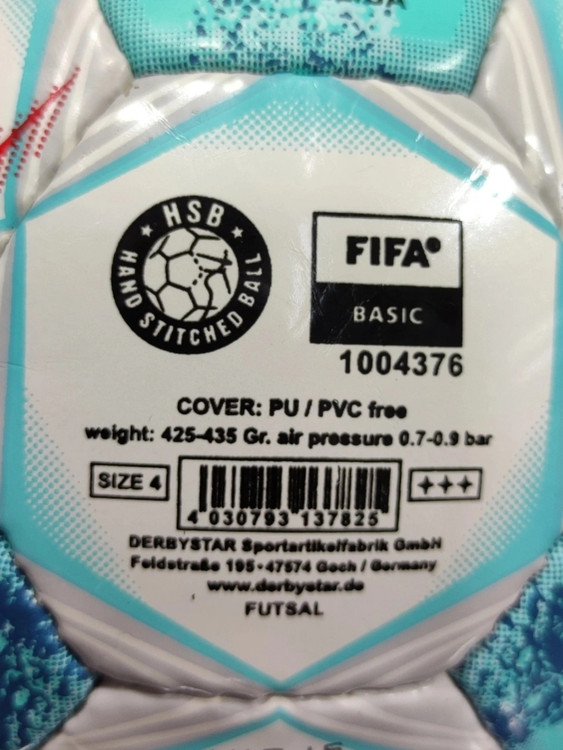 HSB
HAND STITCHED BALL
FIFA®
BASIC
1004376
COVER: PU / PVC free
weight: 425-435 Gr. air pressure 0.7-0.9 bar
SIZE 4
4 030793 137825
DERBYSTAR Sportartikelfabrik GmbH
Feldstraße 195 • 47574 Goch / Germany
www.derbystar.de
FUTSAL